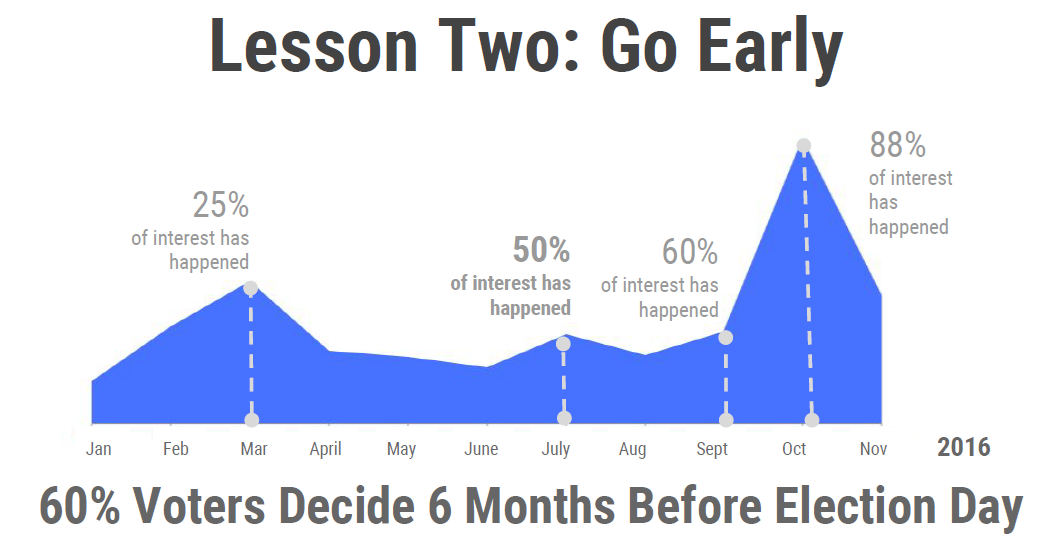 Lesson Two: Go Early
25%
of interest has
happened
50%
of interest has
happened
60%
of interest has
happened
88%
of interest
has
happened
Jan Feb Mar April May June July Aug Sept Oct Nov 2016
60% Voters Decide 6 Months Before Election Day